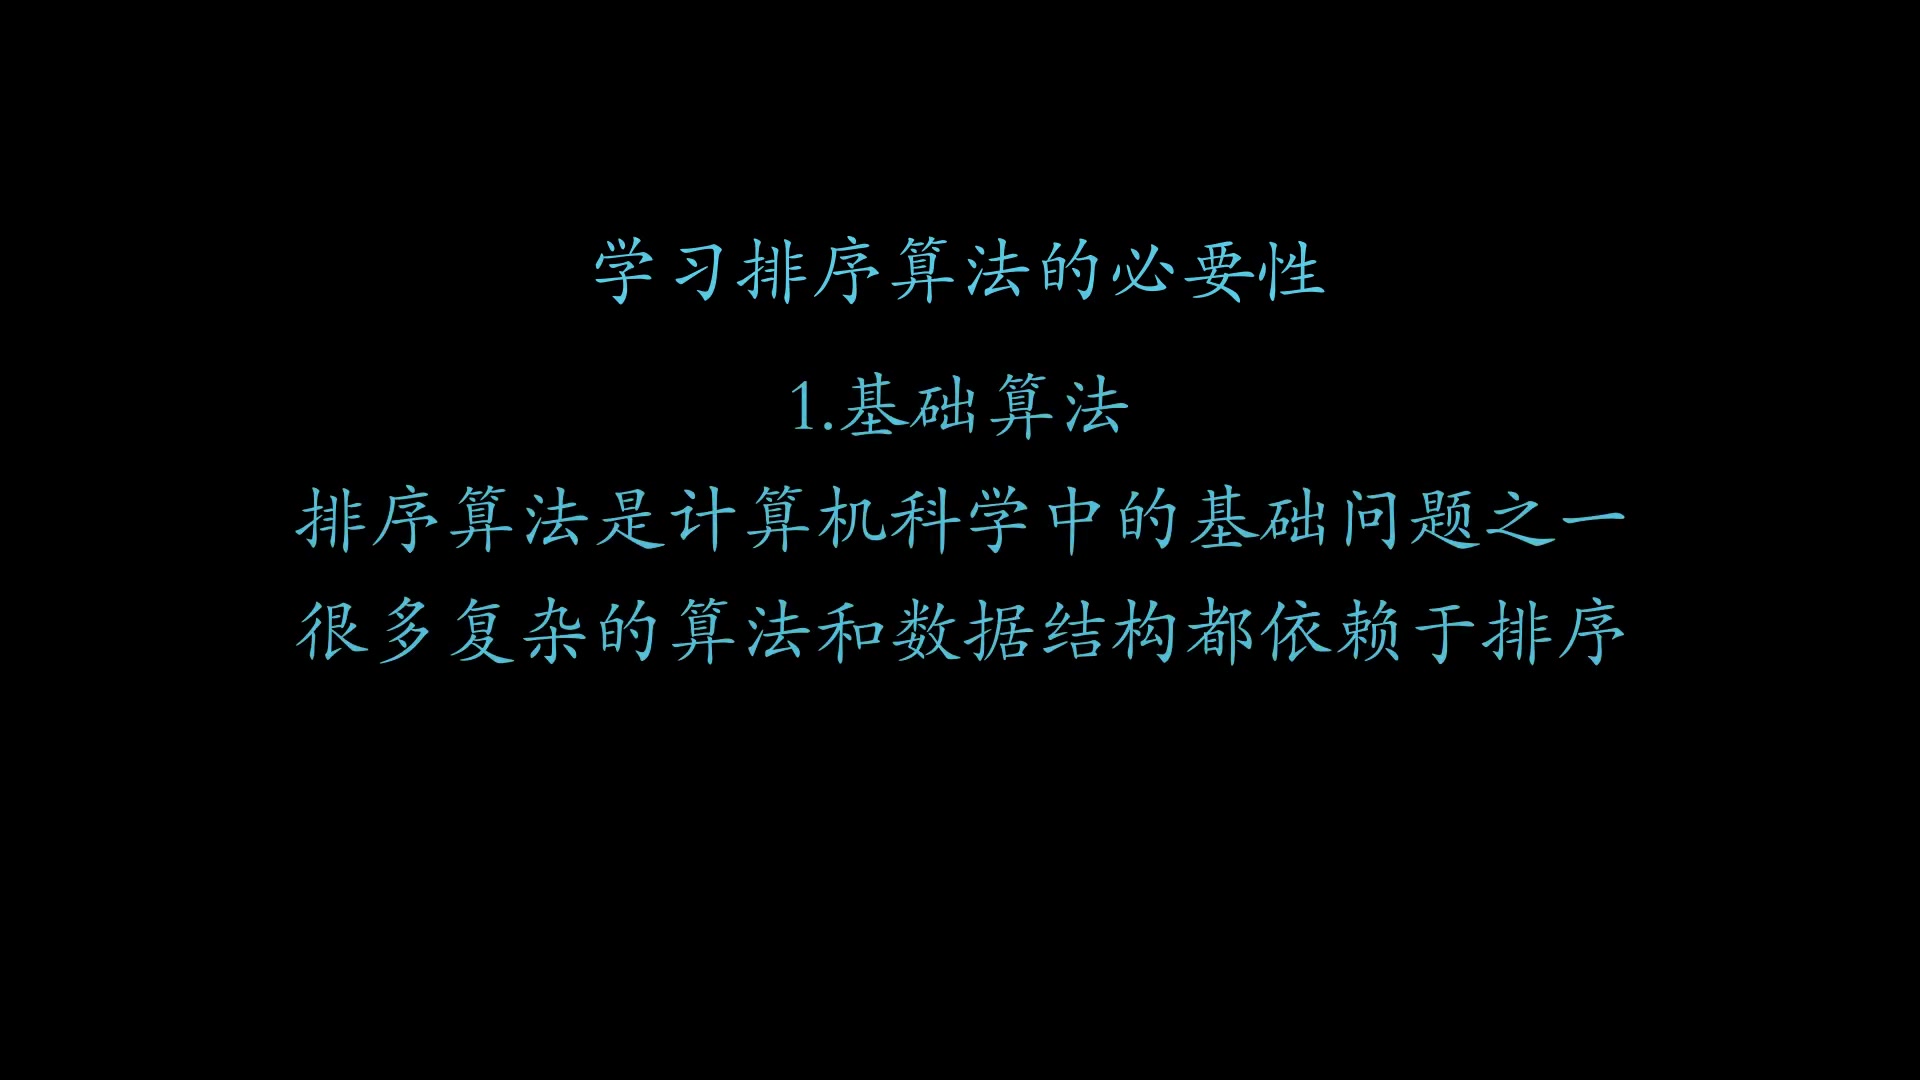 学习排序算法的必要性
1.基础算法
排序算法是计算机科学中的基础问题之一
很多复杂的算法和数据结构都依赖于排序